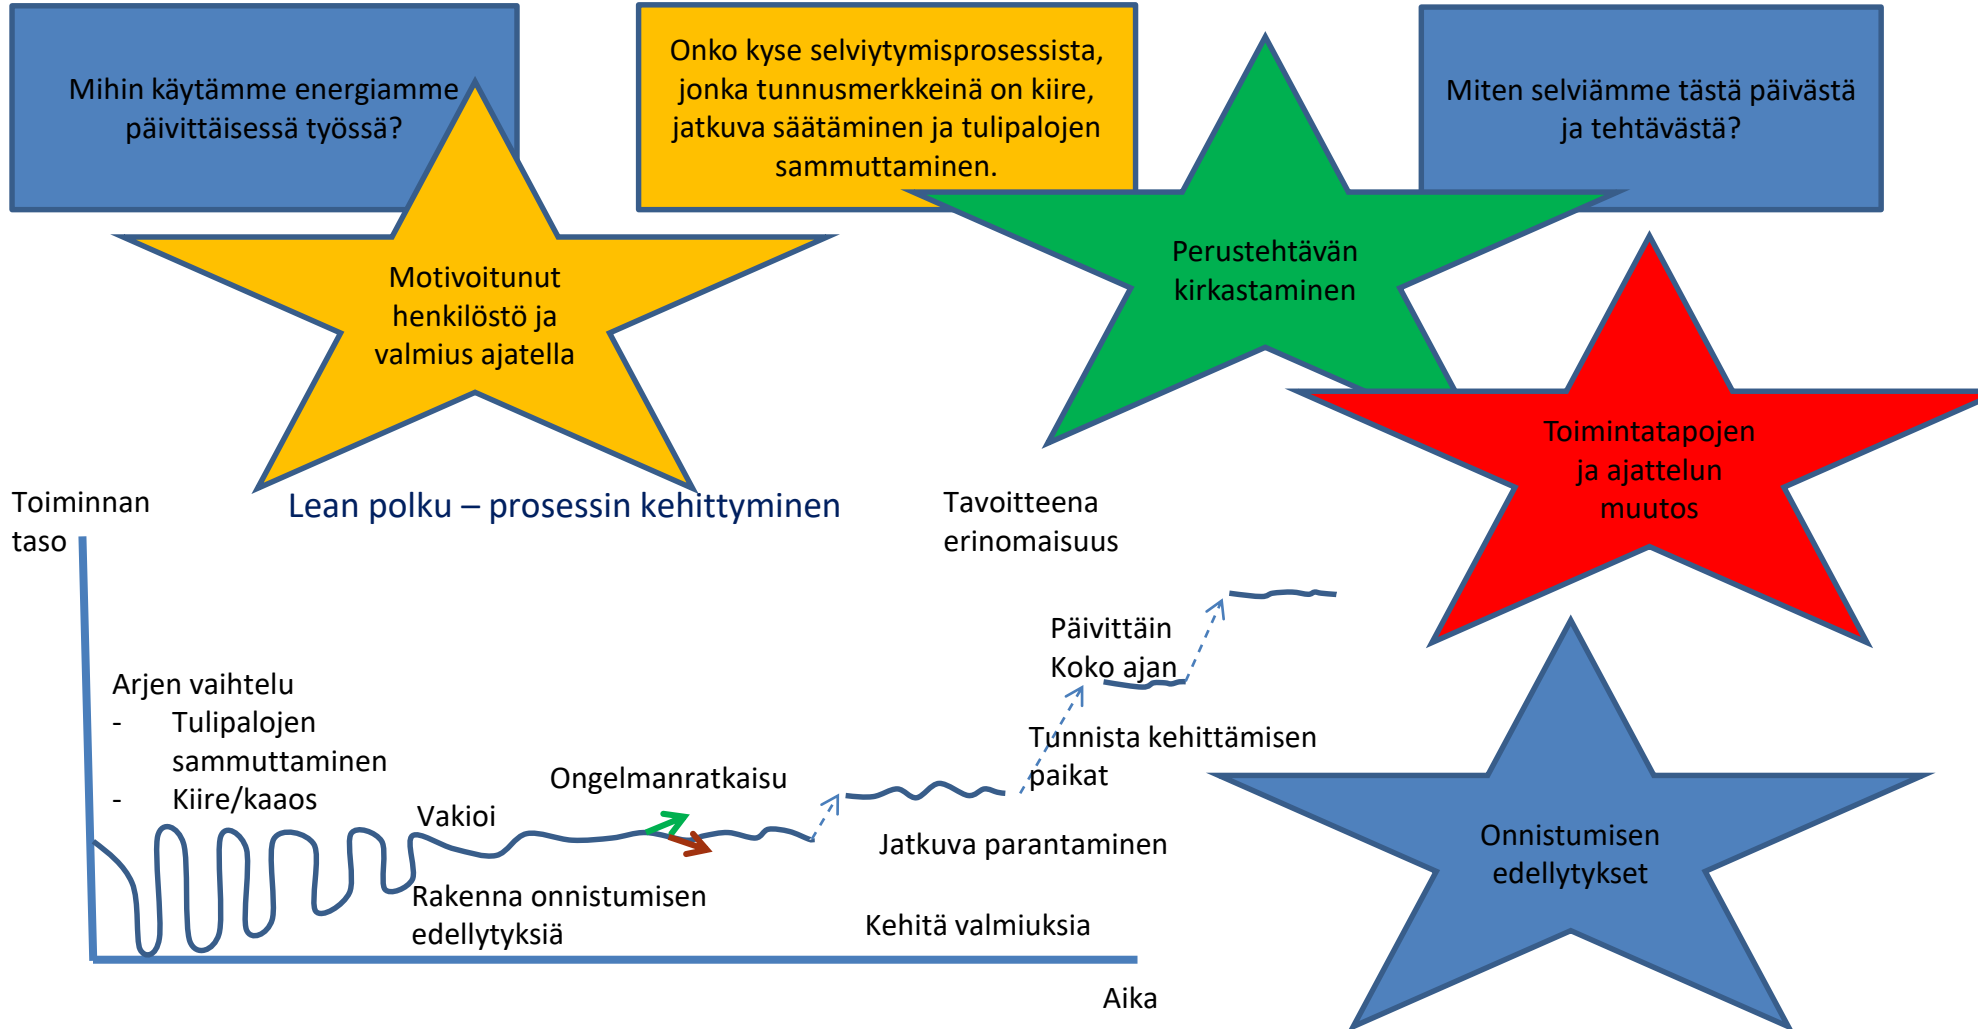 Mihin käytämme energiamme
päivittäisessä työssä?
Onko kyse selviytymisprosessista,
jonka tunnusmerkkeinä on kiire,
jatkuva säätäminen ja tulipalojen
sammuttaminen.
Miten selviämme tästä päivästä
ja tehtävästä?
Motivoitunut
henkilöstö ja
valmius ajatella
Perustehtävän
kirkastaminen
Toimintatapojen
ja ajattelun
muutos
Toiminnan
taso
Lean polku – prosessin kehittyminen
Tavoitteena
erinomaisuus
Päivittäin
Koko ajan
Arjen vaihtelu
- Tulipalojen
sammuttaminen
- Kiire/kaaos
Vakioi
Ongelmanratkaisu
Tunnista kehittämisen
paikat
Jatkuva parantaminen
Rakenna onnistumisen
edellytyksiä
Kehitä valmiuksia
Onnistumisen
edellytykset
Aika